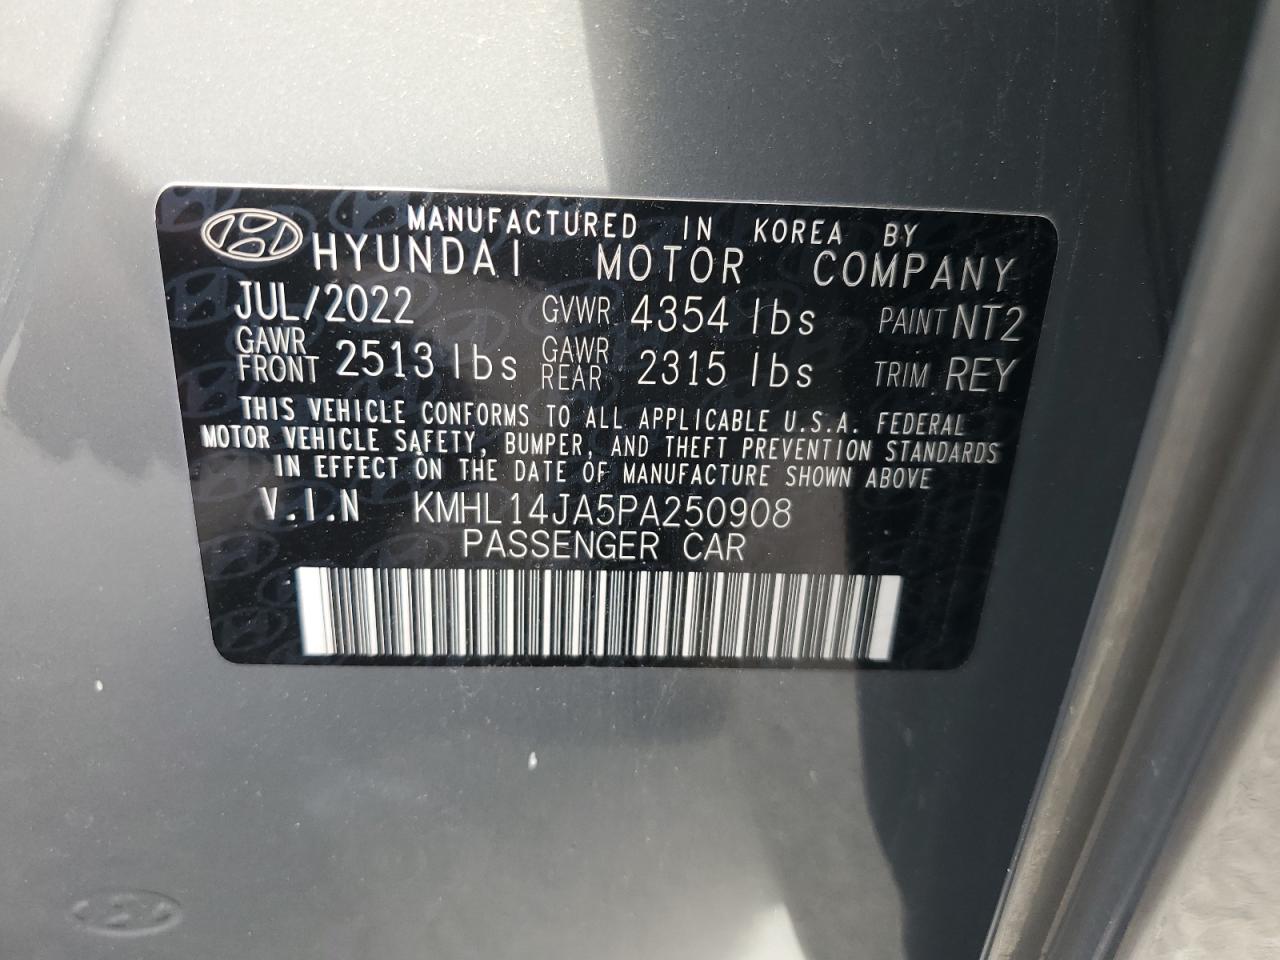 MANUFACTURED IN KOREA BY
HYUNDAI MOTOR COMPANY
JUL/2022 GVWR 4354 lbs PAINT NT2
GAWR FRONT 2513 lbs GAWR REAR 2315 lbs TRIM REY
THIS VEHICLE CONFORMS TO ALL APPLICABLE U.S.A. FEDERAL
MOTOR VEHICLE SAFETY, BUMPER, AND THEFT PREVENTION STANDARDS
IN EFFECT ON THE DATE OF MANUFACTURE SHOWN ABOVE
V.I.N KMHL14JA5PA250908
PASSENGER CAR